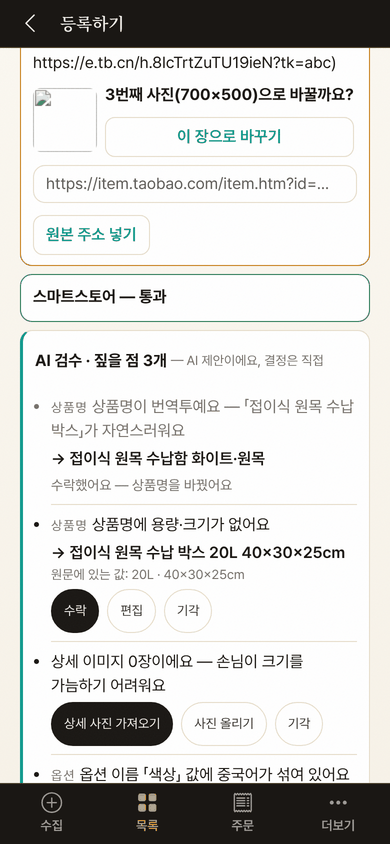 등록하기
https://e.tb.cn/h.8IcTrtZuTU19ieN?tk=abc)
3번째 사진(700×500)으로 바꿀까요?
이 장으로 바꾸기
https://item.taobao.com/item.htm?id=...
원본 주소 넣기
스마트스토어 — 통과
AI 검수 · 짚을 점 3개 — AI 제안이에요, 결정은 직접
• 상품명 상품명이 번역투예요 — 「접이식 원목 수납
박스」가 자연스러워요
→ 접이식 원목 수납함 화이트·원목
수락했어요 — 상품명을 바꿨어요
• 상품명 상품명에 용량·크기가 없어요
→ 접이식 원목 수납 박스 20L 40×30×25cm
원문에 있는 값: 20L · 40×30×25cm
수락 편집 기각
• 상세 이미지 0장이에요 — 손님이 크기를
가늠하기 어려워요
상세 사진 가져오기 사진 올리기 기각
• 옵션 옵션 이름 「색상」 값에 중국어가 섞여 있어요
수집 목록 주문 더보기